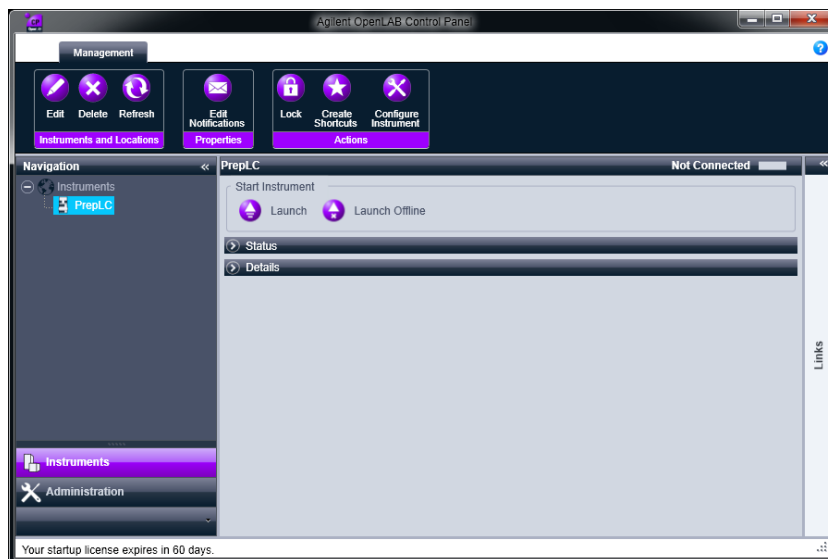 CP
Agilent OpenLAB Control Panel
Management
?
Edit
Delete
Refresh
Instruments and Locations
Edit
Notifications
Properties
Lock
Create
Shortcuts
Configure
Instrument
Actions
Navigation
PrepLC
Not Connected
Instruments
PrepLC
Start Instrument
Launch
Launch Offline
Status
Details
Links
Instruments
Administration
Your startup license expires in 60 days.